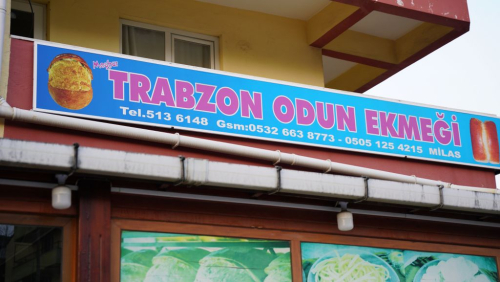 TRABZON ODUN EKMEĞİ
Tel.513 6148 Gsm:0532 663 8773 - 0505 125 4215 MİLAS